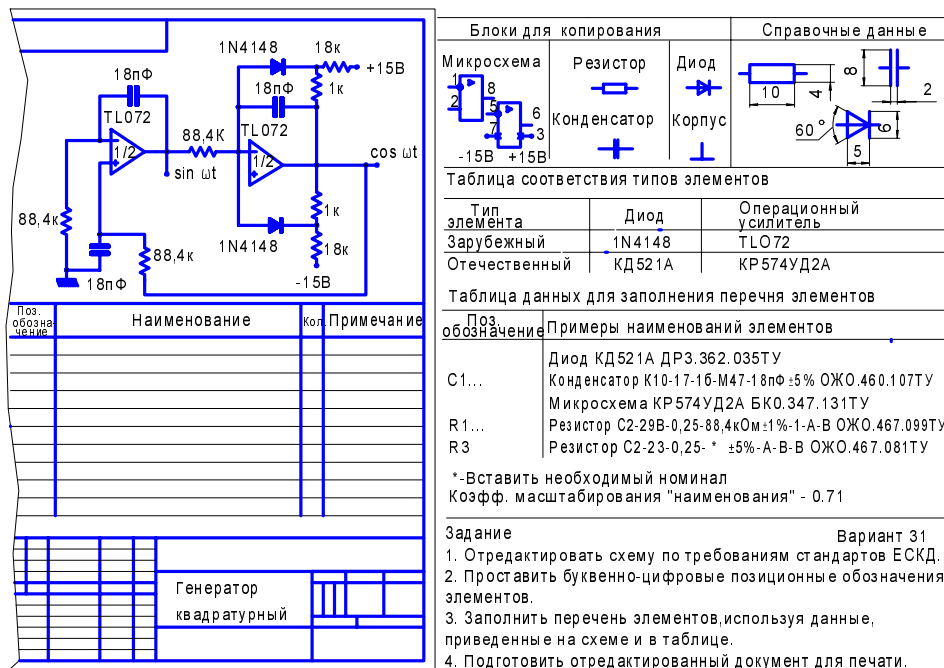 1N4148
18к
+15В
18пФ
18пФ
1к
TL072
88,4К
TL072
1/2
1/2
cos ωt
sin ωt
88,4к
1к
1N4148
88,4к
18к
18пФ
-15В
Поз.
обозна-
чение
Наименование
Кол.
Примечание
Генератор
квадратурный
Блоки для копирования
Справочные данные
Микросхема
Резистор
Диод
1
8
2
5
6
7
3
-15В
+15В
Конденсатор
Корпус
10
4
8
2
60°
6
5
Таблица соответствия типов элементов
Тип
элемента
Диод
Операционный
усилитель
Зарубежный
1N4148
TLO72
Отечественный
КД521А
КР574УД2А
Таблица данных для заполнения перечня элементов
Поз.
обозначение
Примеры наименований элементов
Диод КД521А ДР3.362.035ТУ
C1... Конденсатор К10-17-1б-М47-18пФ ±5% ОЖО.460.107ТУ
Микросхема КР574УД2А БК0.347.131ТУ
R1... Резистор С2-29В-0,25-88,4кОм±1%-1-А-В ОЖО.467.099ТУ
R3 Резистор С2-23-0,25- * ±5%-А-В-В ОЖО.467.081ТУ
*-Вставить необходимый номинал
Коэфф. масштабирования "наименования" - 0.71
Задание
Вариант 31
1. Отредактировать схему по требованиям стандартов ЕСКД.
2. Проставить буквенно-цифровые позиционные обозначения
элементов.
3. Заполнить перечень элементов,используя данные,
приведенные на схеме и в таблице.
4. Подготовить отредактированный документ для печати.